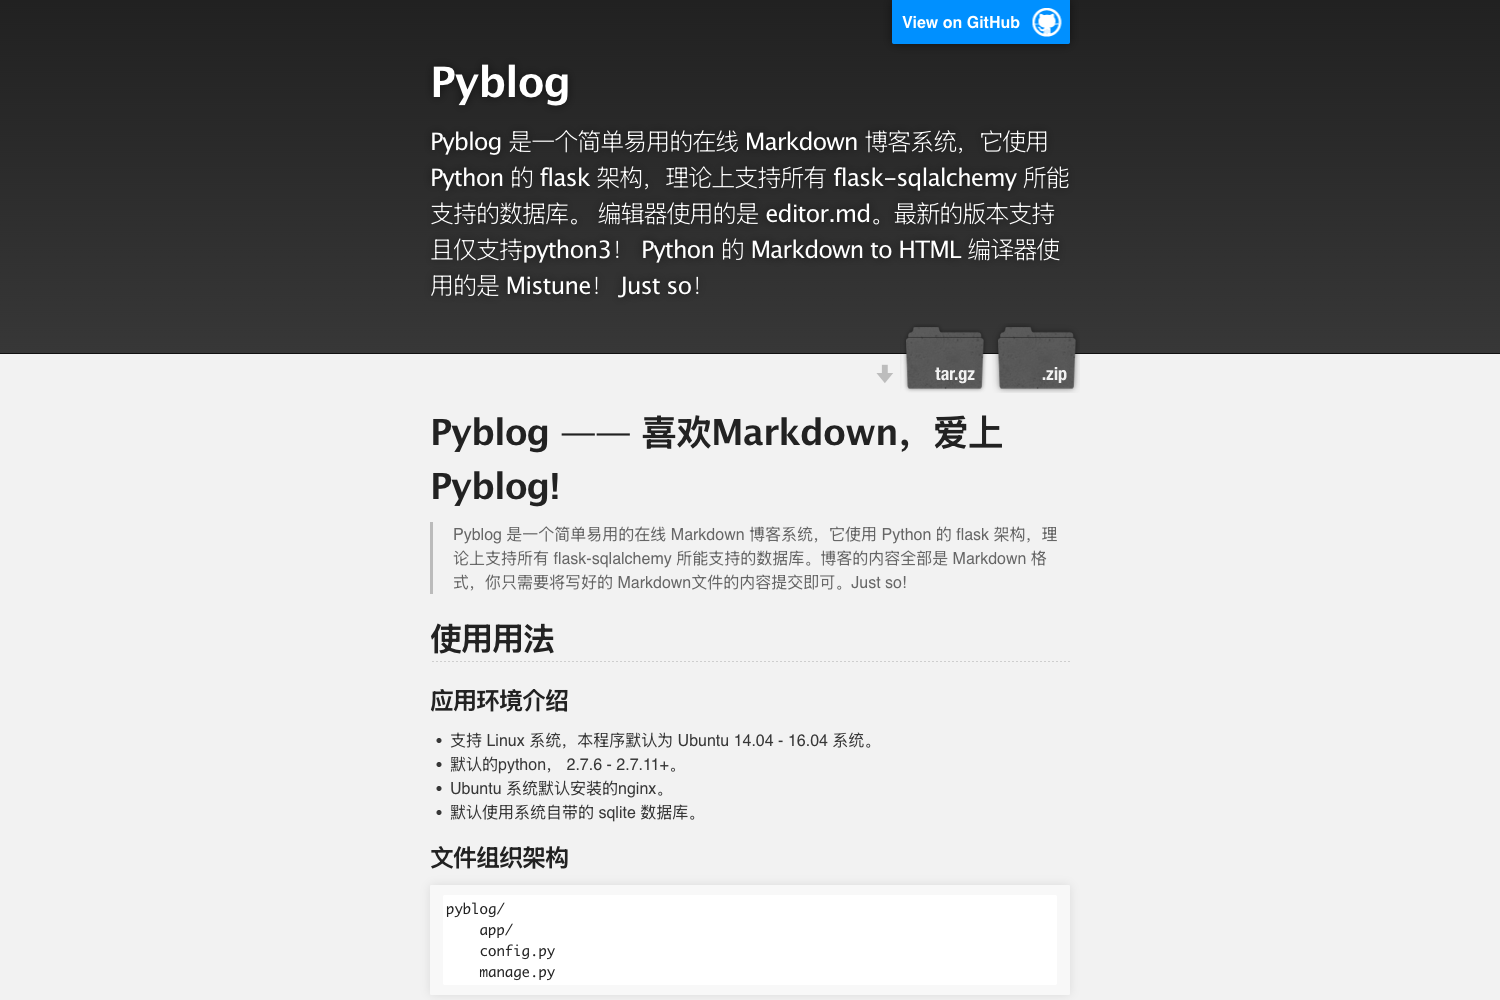 View on GitHub
Pyblog
Pyblog 是一个简单易用的在线 Markdown 博客系统，它使用
Python 的 flask 架构，理论上支持所有 flask-sqlalchemy 所能
支持的数据库。 编辑器使用的是 editor.md。最新的版本支持
且仅支持python3！ Python 的 Markdown to HTML 编译器使
用的是 Mistune！ Just so！
tar.gz
.zip
Pyblog —— 喜欢Markdown，爱上
Pyblog!
Pyblog 是一个简单易用的在线 Markdown 博客系统，它使用 Python 的 flask 架构，理
论上支持所有 flask-sqlalchemy 所能支持的数据库。博客的内容全部是 Markdown 格
式，你只需要将写好的 Markdown文件的内容提交即可。Just so!
使用用法
应用环境介绍
• 支持 Linux 系统，本程序默认为 Ubuntu 14.04 - 16.04 系统。
• 默认的python， 2.7.6 - 2.7.11+。
• Ubuntu 系统默认安装的nginx。
• 默认使用系统自带的 sqlite 数据库。
文件组织架构
pyblog/
    app/
    config.py
    manage.py